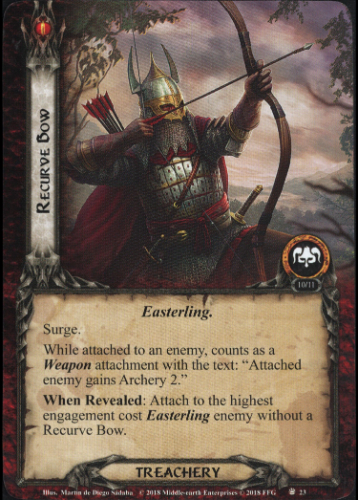 RECURVE BOW
10/11
Easterling.
Surge.
While attached to an enemy, counts as a
Weapon attachment with the text: “Attached
enemy gains Archery 2.”
When Revealed: Attach to the highest
engagement cost Easterling enemy without a
Recurve Bow.
TREACHERY
Illus. Martin de Diego Sádaba © 2018 Middle-earth Enterprises © 2018 FFG 23